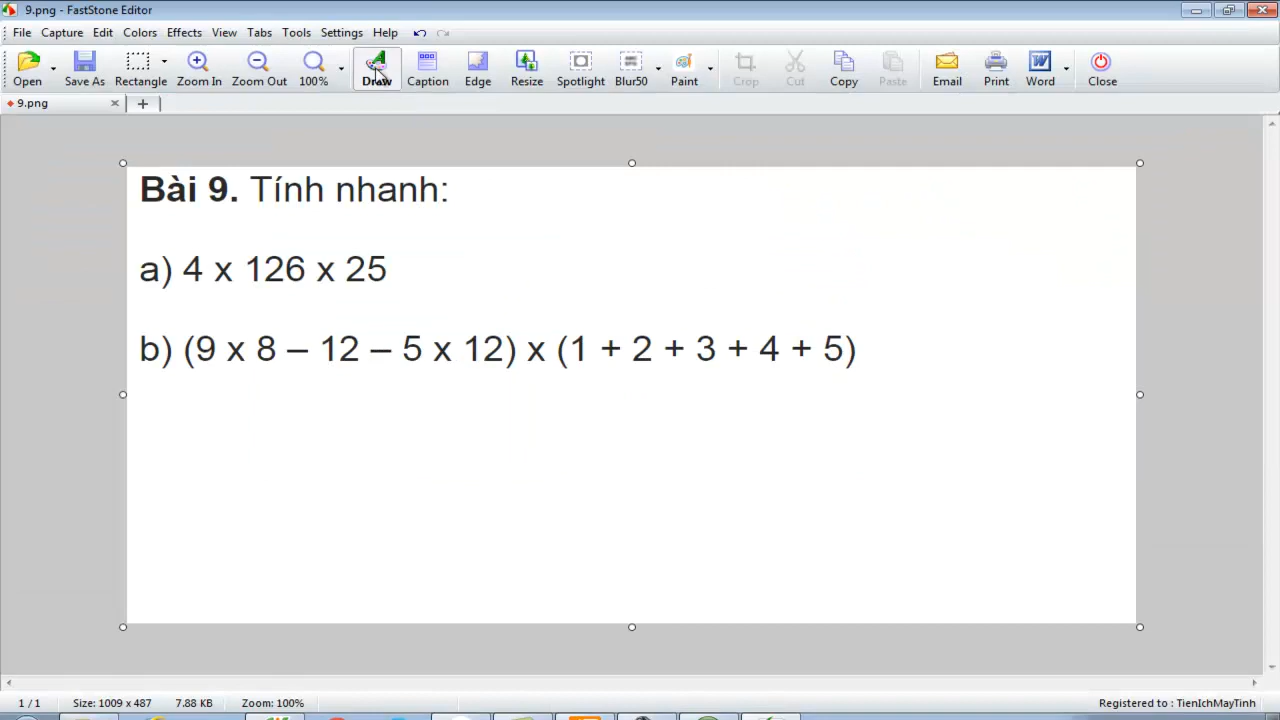 9.png - FastStone Editor
File Capture Edit Colors Effects View Tabs Tools Settings Help
Open Save As Rectangle Zoom In Zoom Out 100% Draw Caption Edge Resize Spotlight Blur50 Paint Crop Cut Copy Paste Email Print Word Close
9.png
Bài 9. Tính nhanh:
a) 4 x 126 x 25
b) (9 x 8 – 12 – 5 x 12) x (1 + 2 + 3 + 4 + 5)
1 / 1 Size: 1009 x 487 7.88 KB Zoom: 100% Registered to : TienIchMayTinh